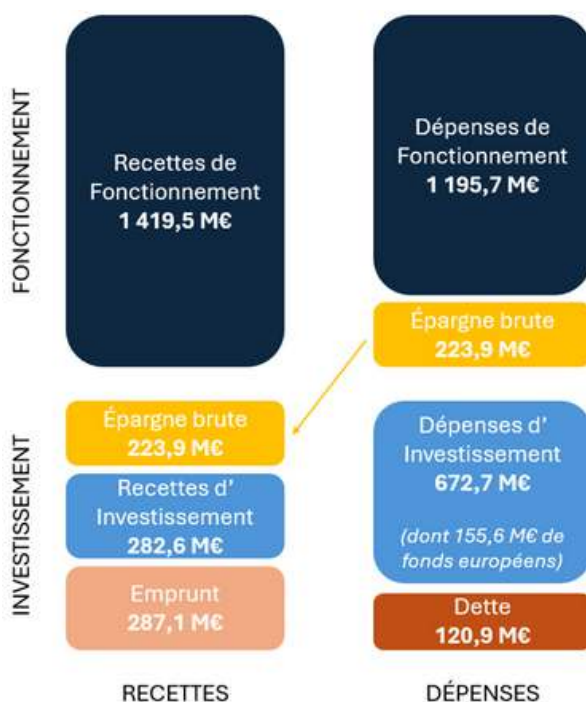 FONCTIONNEMENT
Recettes de
Fonctionnement
1 419,5 M€
Dépenses de
Fonctionnement
1 195,7 M€
Épargne brute
223,9 M€
INVESTISSEMENT
Épargne brute
223,9 M€
Recettes d'
Investissement
282,6 M€
Emprunt
287,1 M€
Dépenses d'
Investissement
672,7 M€
(dont 155,6 M€ de
fonds européens)
Dette
120,9 M€
RECETTES
DÉPENSES